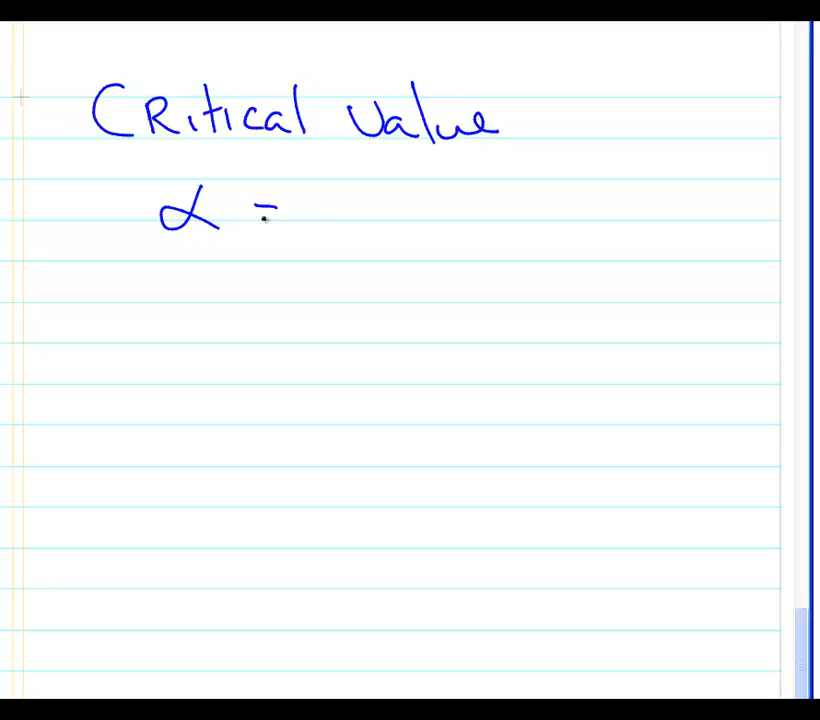 Critical Value
α =